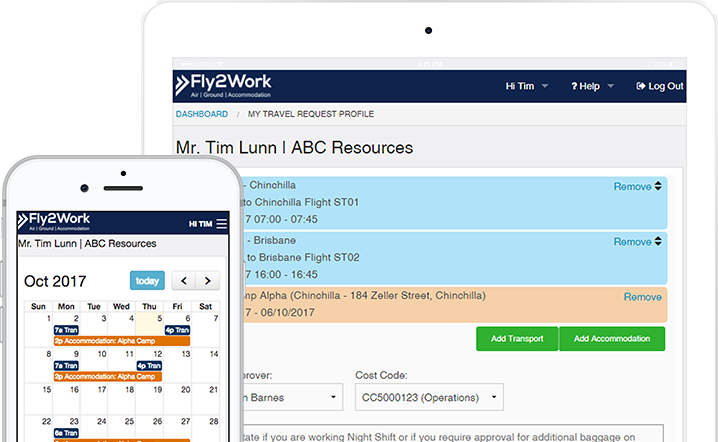 Fly2Work
Air | Ground | Accommodation
Hi Tim
? Help
Log Out
DASHBOARD / MY TRAVEL REQUEST PROFILE
Mr. Tim Lunn | ABC Resources
- Chinchilla
Remove
to Chinchilla Flight ST01
7 07:00 - 07:45
- Brisbane
Remove
to Brisbane Flight ST02
7 16:00 - 16:45
Alpha (Chinchilla - 184 Zeller Street, Chinchilla)
Remove
7 - 06/10/2017
Add Transport
Add Accommodation
Cost Code:
Barnes
CC5000123 (Operations)
if you are working Night Shift or if you require approval for additional baggage on
Fly2Work
Air | Ground | Accommodation
HI TIM
Mr. Tim Lunn | ABC Resources
Oct 2017
today
Sun Mon Tue Wed Thu Fri Sat
1 2 3 4 5 6 7
7a Tran 4p Tran
2p Accommodation: Alpha Camp
8 9 10 11 12 13 14
7a Tran 4p Tran
2p Accommodation: Alpha Camp
15 16 17 18 19 20 21
22 23 24 25 26 27 28
6a Tran
2p Accommodation: Alpha Camp